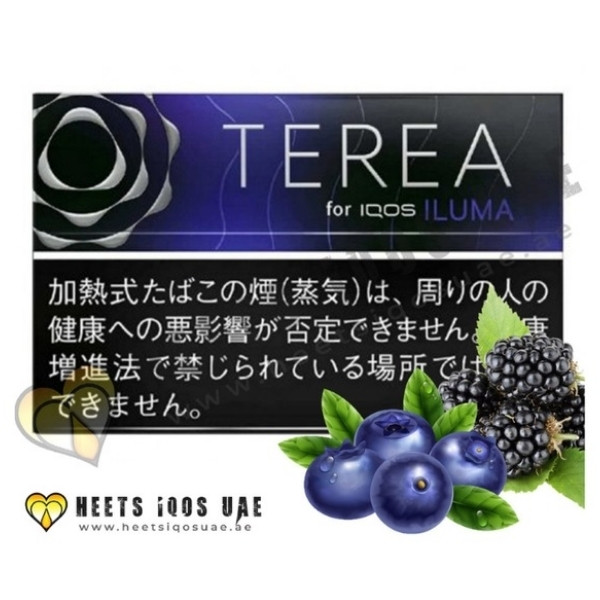 TEREA
for IQOS ILUMA
加熱式たばこの煙(蒸気)は、周りの人の
健康への悪影響が否定できません。
増進法で禁じられている場所では
できません。
HEETS iQOS UAE
www.heetsiqosuae.ae